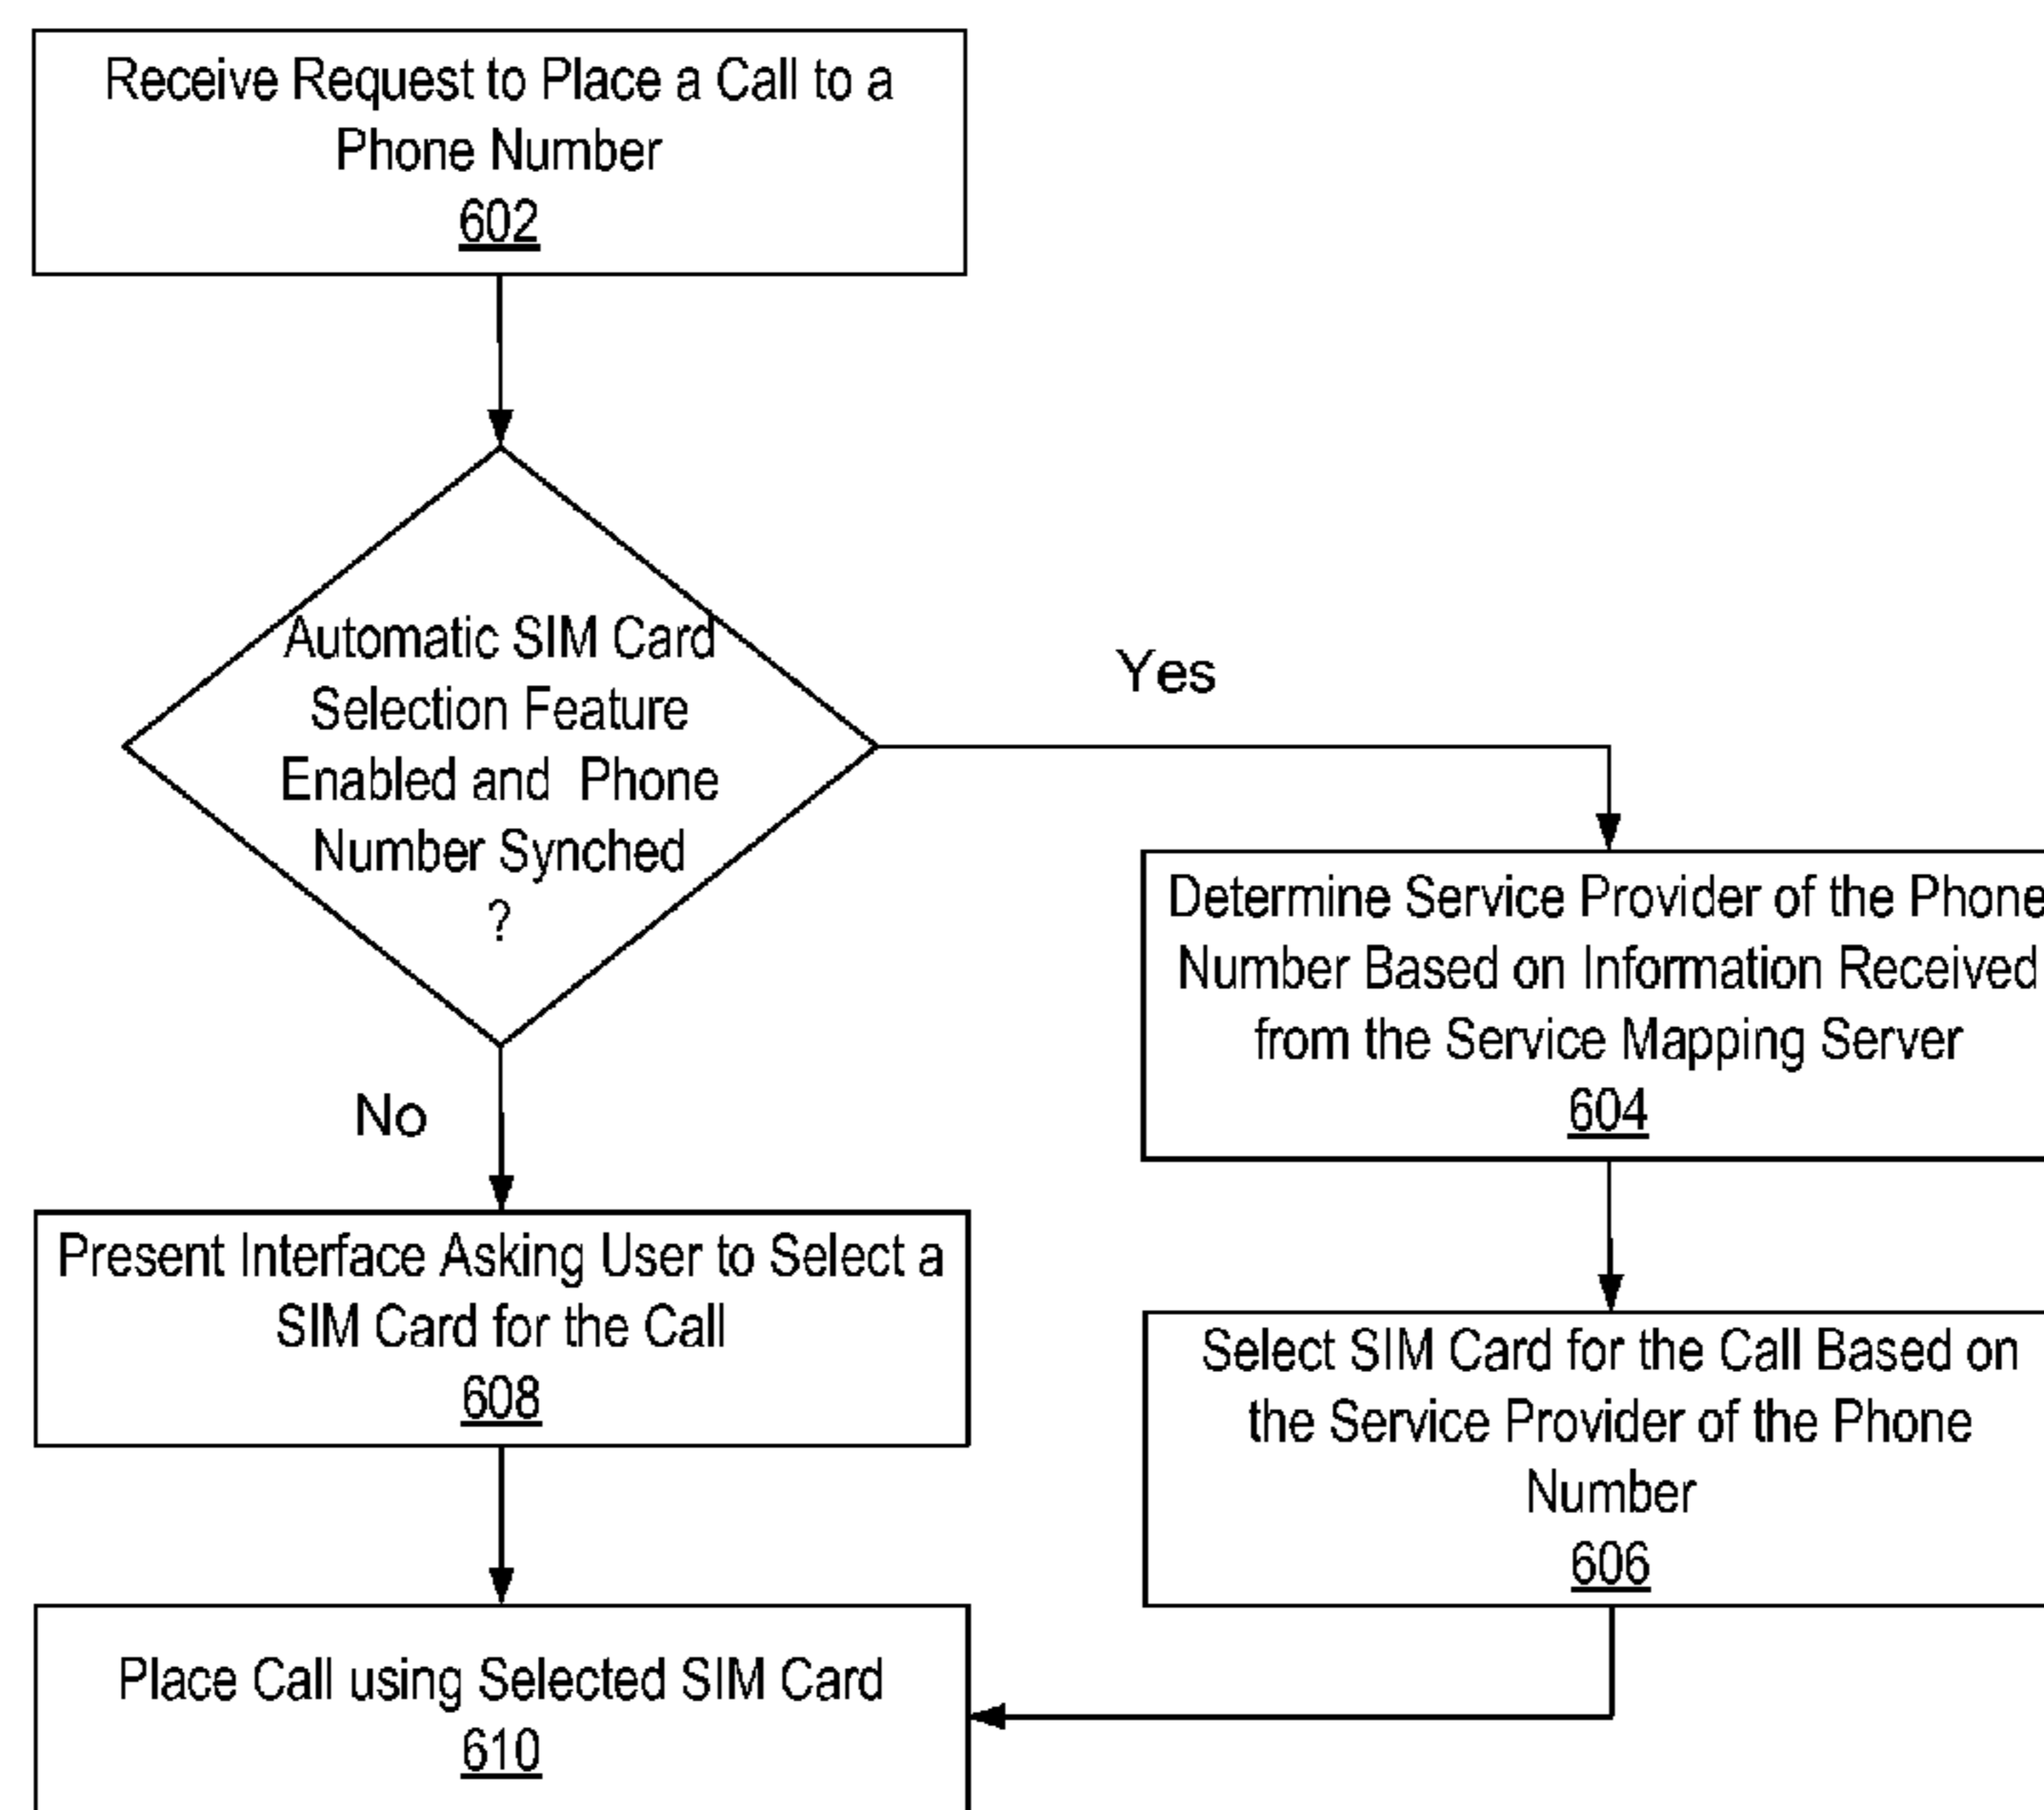 Receive Request to Place a Call to a
Phone Number
602
Automatic SIM Card
Selection Feature
Enabled and Phone
Number Synched
?
Yes
No
Determine Service Provider of the Phone
Number Based on Information Received
from the Service Mapping Server
604
Present Interface Asking User to Select a
SIM Card for the Call
608
Select SIM Card for the Call Based on
the Service Provider of the Phone
Number
606
Place Call using Selected SIM Card
610